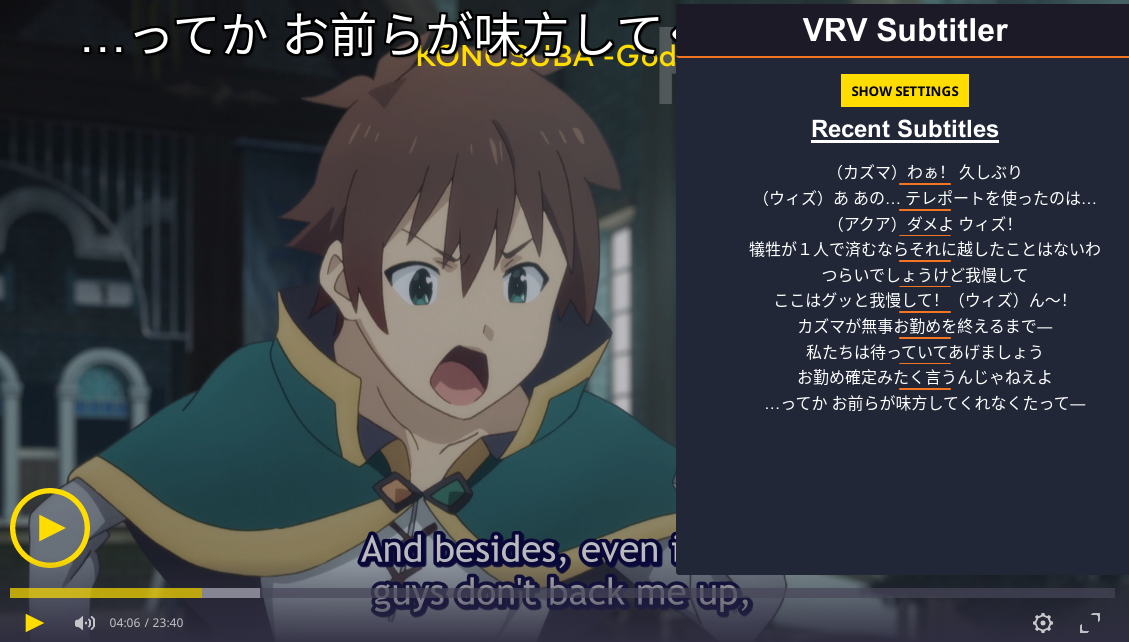 …ってか お前らが味方して
KONOSUBA -God
VRV Subtitler
SHOW SETTINGS
Recent Subtitles
（カズマ）わぁ！ 久しぶり
（ウィズ）あ あの… テレポートを使ったのは…
（アクア）ダメよ ウィズ！
犠牲が１人で済むならそれに越したことはないわ
つらいでしょうけど我慢して
ここはグッと我慢して！（ウィズ）ん～！
カズマが無事お勤めを終えるまで―
私たちは待っていてあげましょう
お勤め確定みたく言うんじゃねえよ
…ってか お前らが味方してくれなくたって―
And besides, even
guys don't back me up,
04:06 / 23:40